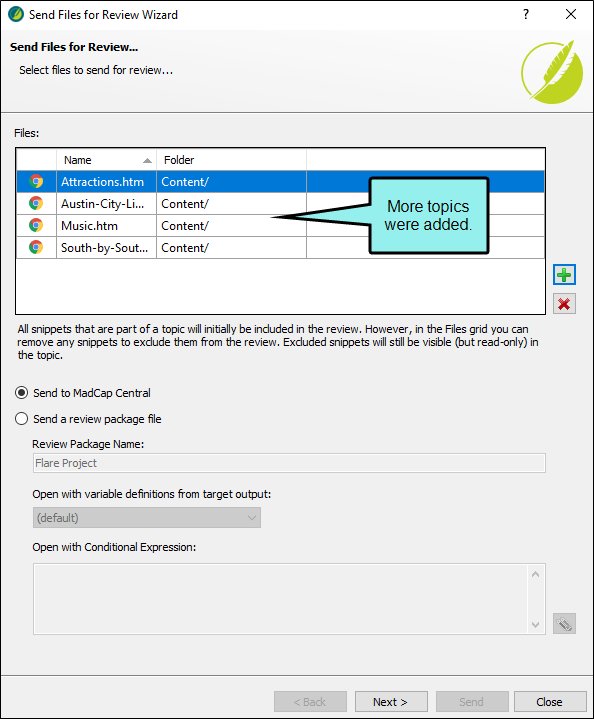 Send Files for Review Wizard
?
Send Files for Review...
Select files to send for review...
Files:
Name Folder
Attractions.htm Content/
Austin-City-Li... Content/
Music.htm Content/
South-by-Sout... Content/
More topics
were added.
All snippets that are part of a topic will initially be included in the review. However, in the Files grid you can
remove any snippets to exclude them from the review. Excluded snippets will still be visible (but read-only) in
the topic.
Send to MadCap Central
Send a review package file
Review Package Name:
Flare Project
Open with variable definitions from target output:
(default)
Open with Conditional Expression:
< Back Next > Send Close